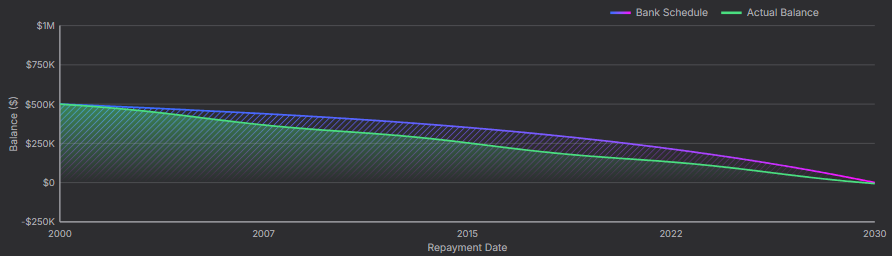 Bank Schedule
Actual Balance
$1M
$750K
$500K
$250K
$0
-$250K
Balance ($)
2000
2007
2015
2022
2030
Repayment Date